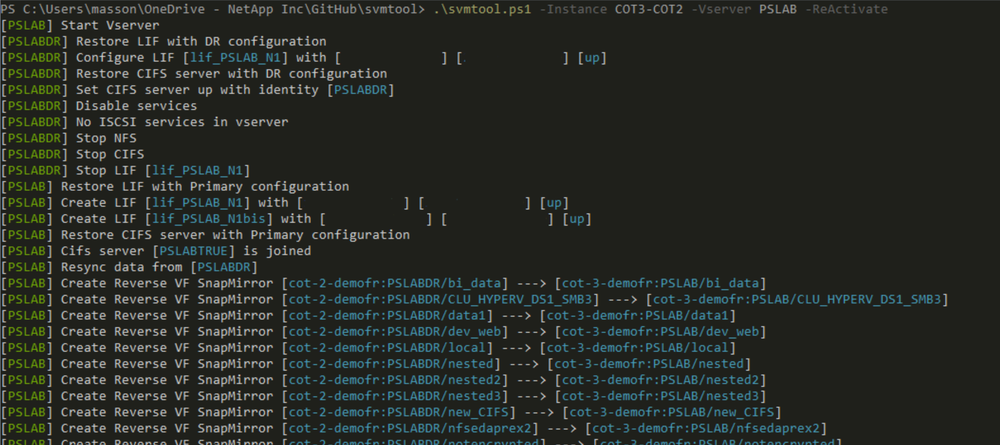 PS C:\Users\masson\OneDrive - NetApp Inc\GitHub\svmtool> .\svmtool.ps1 -Instance COT3-COT2 -Vserver PSLAB -ReActivate
[PSLAB] Start Vserver
[PSLABDR] Restore LIF with DR configuration
[PSLABDR] Configure LIF [lif_PSLAB_N1] with [ ] [. ] [up]
[PSLABDR] Restore CIFS server with DR configuration
[PSLABDR] Set CIFS server up with identity [PSLABDR]
[PSLABDR] Disable services
[PSLABDR] No ISCSI services in vserver
[PSLABDR] Stop NFS
[PSLABDR] Stop CIFS
[PSLABDR] Stop LIF [lif_PSLAB_N1]
[PSLAB] Restore LIF with Primary configuration
[PSLAB] Create LIF [lif_PSLAB_N1] with [ ] [ ] [up]
[PSLAB] Create LIF [lif_PSLAB_N1bis] with [ ] [ ] [up]
[PSLAB] Restore CIFS server with Primary configuration
[PSLAB] Cifs server [PSLABTRUE] is joined
[PSLAB] Resync data from [PSLABDR]
[PSLAB] Create Reverse VF SnapMirror [cot-2-demofr:PSLABDR/bi_data] ---> [cot-3-demofr:PSLAB/bi_data]
[PSLAB] Create Reverse VF SnapMirror [cot-2-demofr:PSLABDR/CLU_HYPERV_DS1_SMB3] ---> [cot-3-demofr:PSLAB/CLU_HYPERV_DS1_SMB3]
[PSLAB] Create Reverse VF SnapMirror [cot-2-demofr:PSLABDR/data1] ---> [cot-3-demofr:PSLAB/data1]
[PSLAB] Create Reverse VF SnapMirror [cot-2-demofr:PSLABDR/dev_web] ---> [cot-3-demofr:PSLAB/dev_web]
[PSLAB] Create Reverse VF SnapMirror [cot-2-demofr:PSLABDR/local] ---> [cot-3-demofr:PSLAB/local]
[PSLAB] Create Reverse VF SnapMirror [cot-2-demofr:PSLABDR/nested] ---> [cot-3-demofr:PSLAB/nested]
[PSLAB] Create Reverse VF SnapMirror [cot-2-demofr:PSLABDR/nested2] ---> [cot-3-demofr:PSLAB/nested2]
[PSLAB] Create Reverse VF SnapMirror [cot-2-demofr:PSLABDR/nested3] ---> [cot-3-demofr:PSLAB/nested3]
[PSLAB] Create Reverse VF SnapMirror [cot-2-demofr:PSLABDR/new_CIFS] ---> [cot-3-demofr:PSLAB/new_CIFS]
[PSLAB] Create Reverse VF SnapMirror [cot-2-demofr:PSLABDR/nfsedaprex2] ---> [cot-3-demofr:PSLAB/nfsedaprex2]
[PSLAB] Create Reverse VF SnapMirror [cot-2-demofr:PSLABDR/notencrypted] ---> [cot-3-demofr:PSLAB/notencrypted]